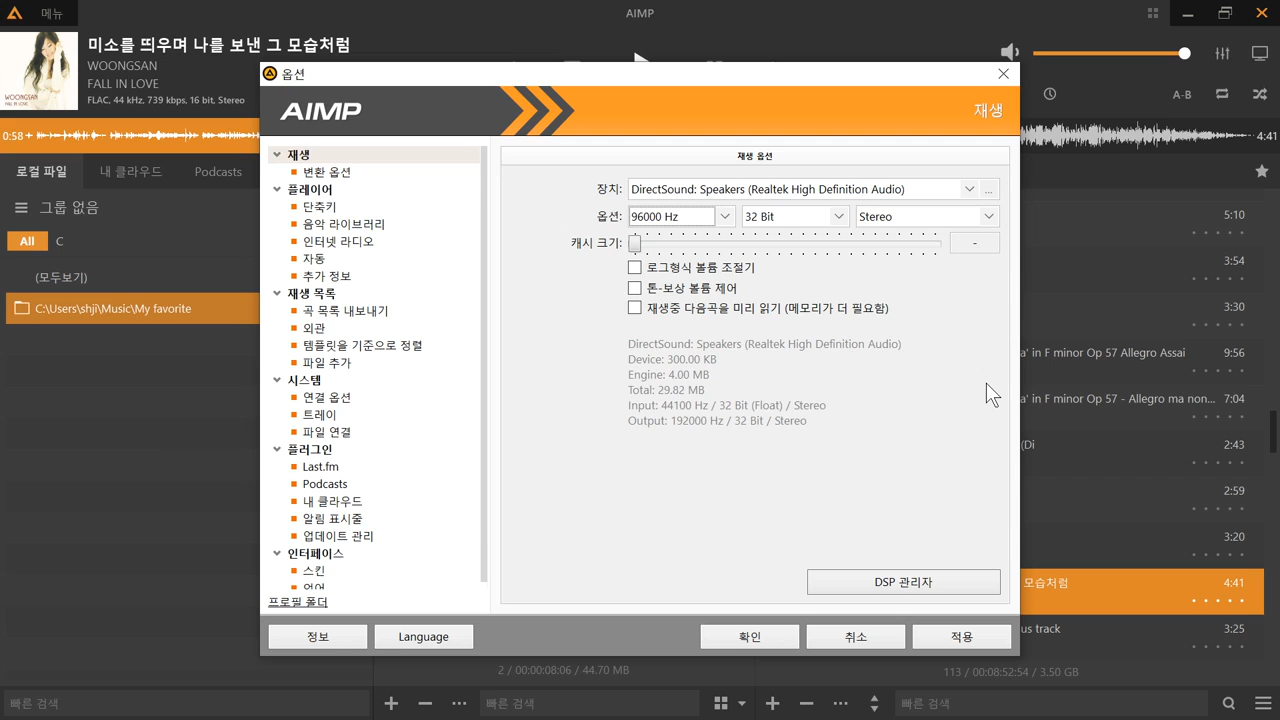 메뉴
AIMP
미소를 띄우며 나를 보낸 그 모습처럼
WOONGSAN
FALL IN LOVE
FLAC, 44 kHz, 739 kbps, 16 bit, Stereo
WOONGSAN
FALL IN LOVE
A-B
0:58
4:41
로컬 파일
내 클라우드
Podcasts
그룹 없음
All
C
(모두보기)
C:\Users\shji\Music\My favorite
옵션
AIMP
재생
재생
변환 옵션
플레이어
단축키
음악 라이브러리
인터넷 라디오
자동
추가 정보
재생 목록
곡 목록 내보내기
외관
템플릿을 기준으로 정렬
파일 추가
시스템
연결 옵션
트레이
파일 연결
플러그인
Last.fm
Podcasts
내 클라우드
알림 표시줄
업데이트 관리
인터페이스
스킨
언어
프로필 폴더
재생 옵션
장치:
DirectSound: Speakers (Realtek High Definition Audio)
...
옵션:
96000 Hz
32 Bit
Stereo
캐시 크기:
-
로그형식 볼륨 조절기
톤-보상 볼륨 제어
재생중 다음곡을 미리 읽기 (메모리가 더 필요함)
DirectSound: Speakers (Realtek High Definition Audio)
Device: 300.00 KB
Engine: 4.00 MB
Total: 29.82 MB
Input: 44100 Hz / 32 Bit (Float) / Stereo
Output: 192000 Hz / 32 Bit / Stereo
DSP 관리자
정보
Language
확인
취소
적용
5:10
3:54
3:30
a' in F minor Op 57 Allegro Assai
9:56
a' in F minor Op 57 - Allegro ma non...
7:04
(Di
2:43
2:59
3:20
모습처럼
4:41
us track
3:25
2 / 00:00:08:06 / 44.70 MB
113 / 00:08:52:54 / 3.50 GB
빠른 검색
빠른 검색
빠른 검색